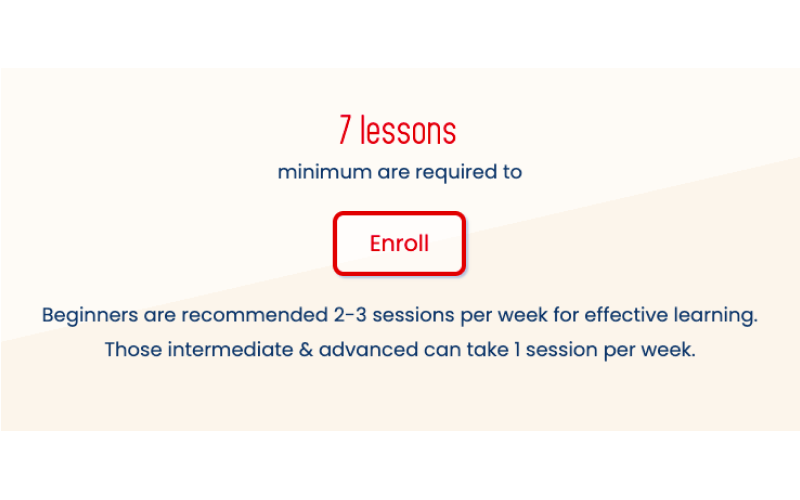 7 lessons
minimum are required to
Enroll
Beginners are recommended 2-3 sessions per week for effective learning.
Those intermediate & advanced can take 1 session per week.